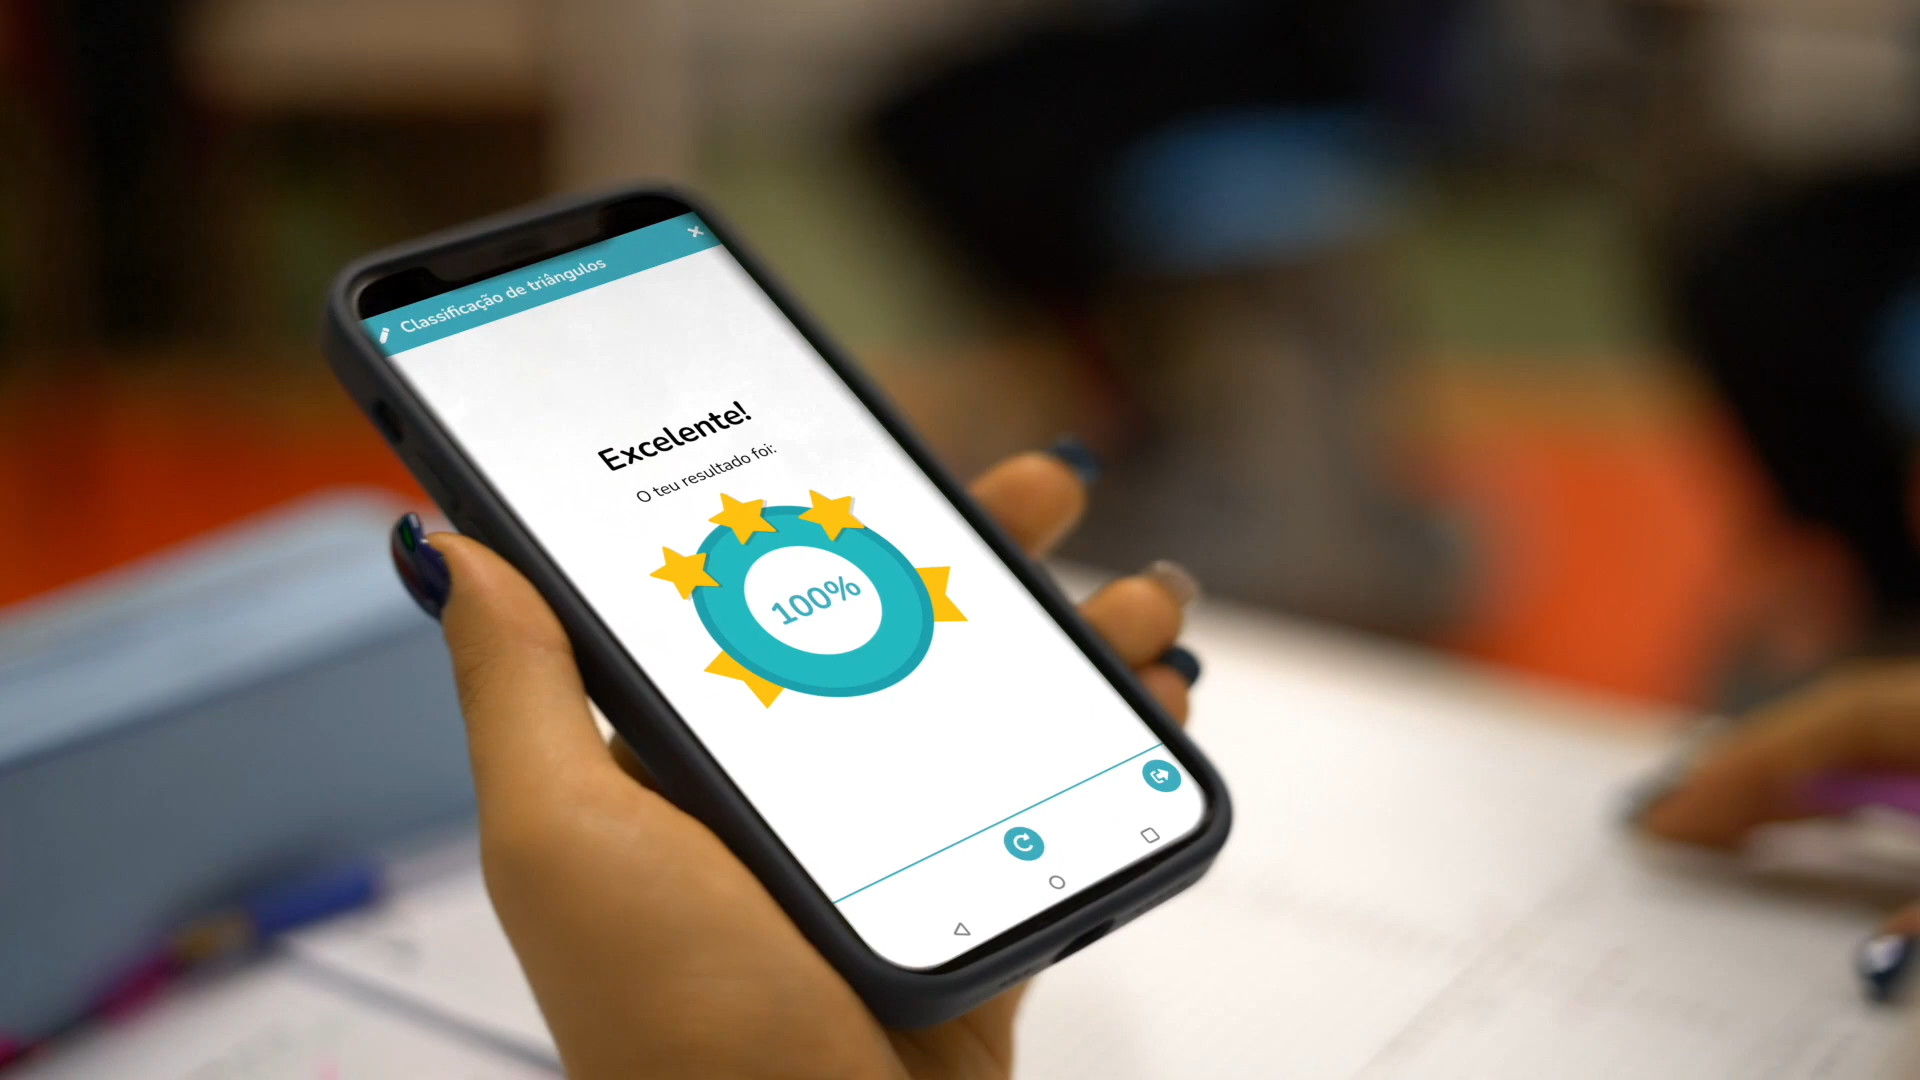 Classificação de triângulos
Excelente!
O teu resultado foi:
100%